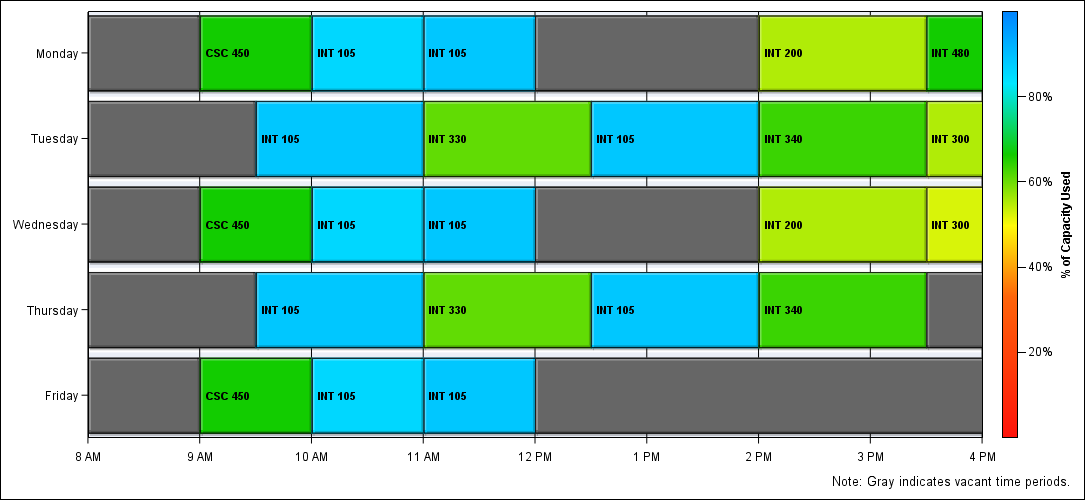 Monday CSC 450 INT 105 INT 105 INT 200 INT 480
Tuesday INT 105 INT 330 INT 105 INT 340 INT 300
Wednesday CSC 450 INT 105 INT 105 INT 200 INT 300
Thursday INT 105 INT 330 INT 105 INT 340
Friday CSC 450 INT 105 INT 105
8 AM 9 AM 10 AM 11 AM 12 PM 1 PM 2 PM 3 PM 4 PM
80%
60%
40%
20%
% of Capacity Used
Note: Gray indicates vacant time periods.